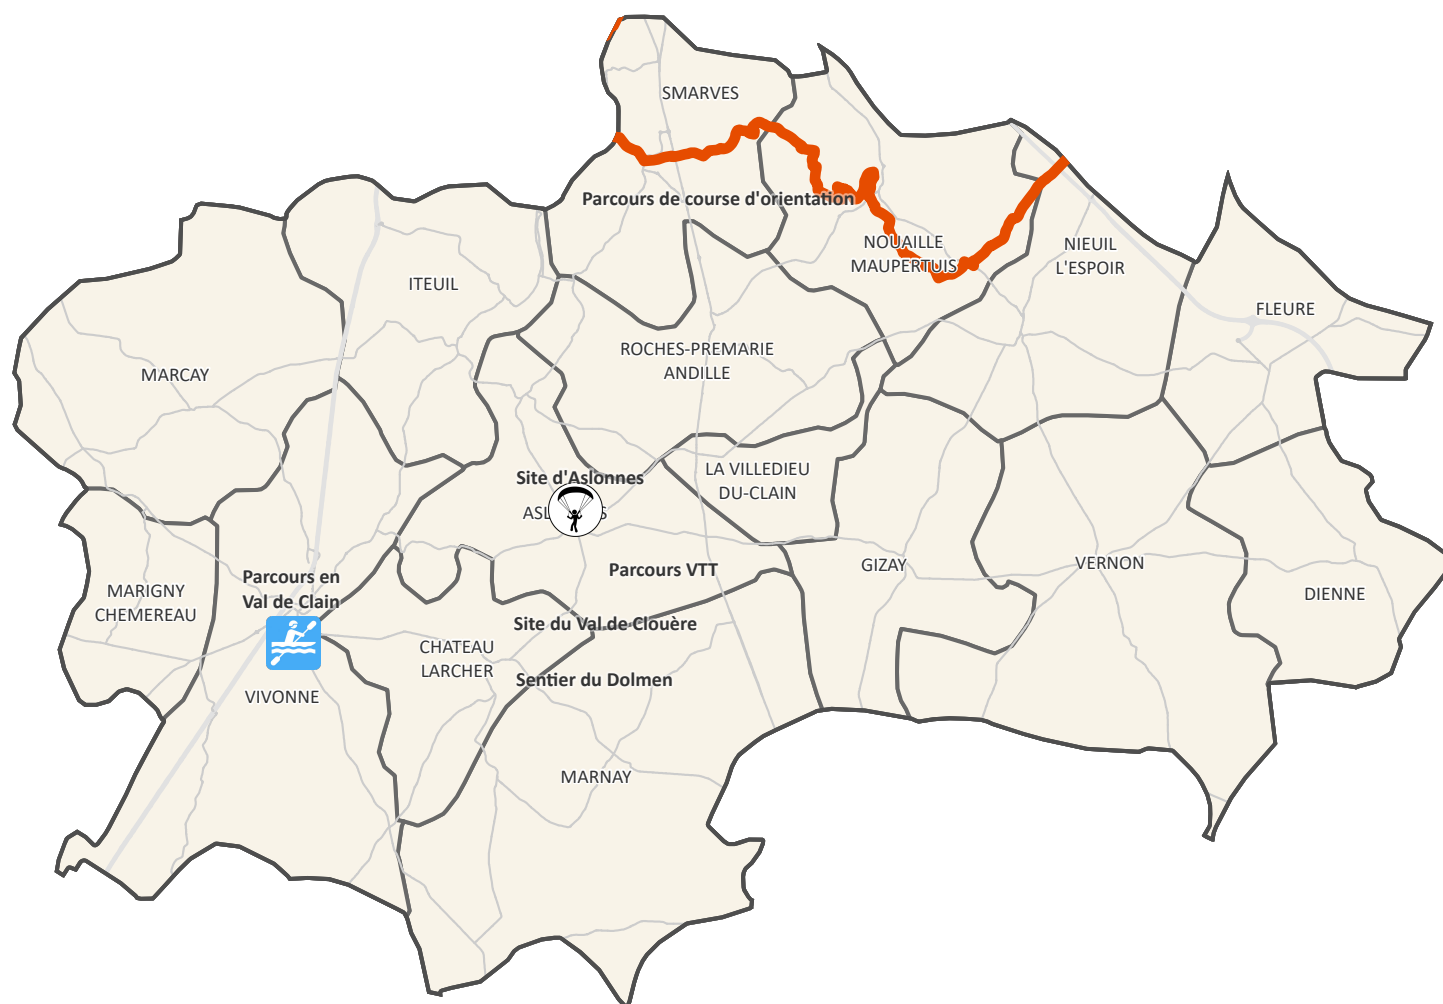 SMARVES
Parcours de course d'orientation
NOUAILLE
MAUPERTUIS
NIEUIL
L'ESPOIR
ITEUIL
FLEURE
ROCHES-PREMARIE
ANDILLE
MARCAY
LA VILLEDIEU
DU-CLAIN
Site d'Aslonnes
GIZAY
VERNON
Parcours VTT
Parcours en
Val de Clain
MARIGNY
CHEMEREAU
DIENNE
Site du Val de Clouère
CHATEAU
LARCHER
Sentier du Dolmen
VIVONNE
MARNAY